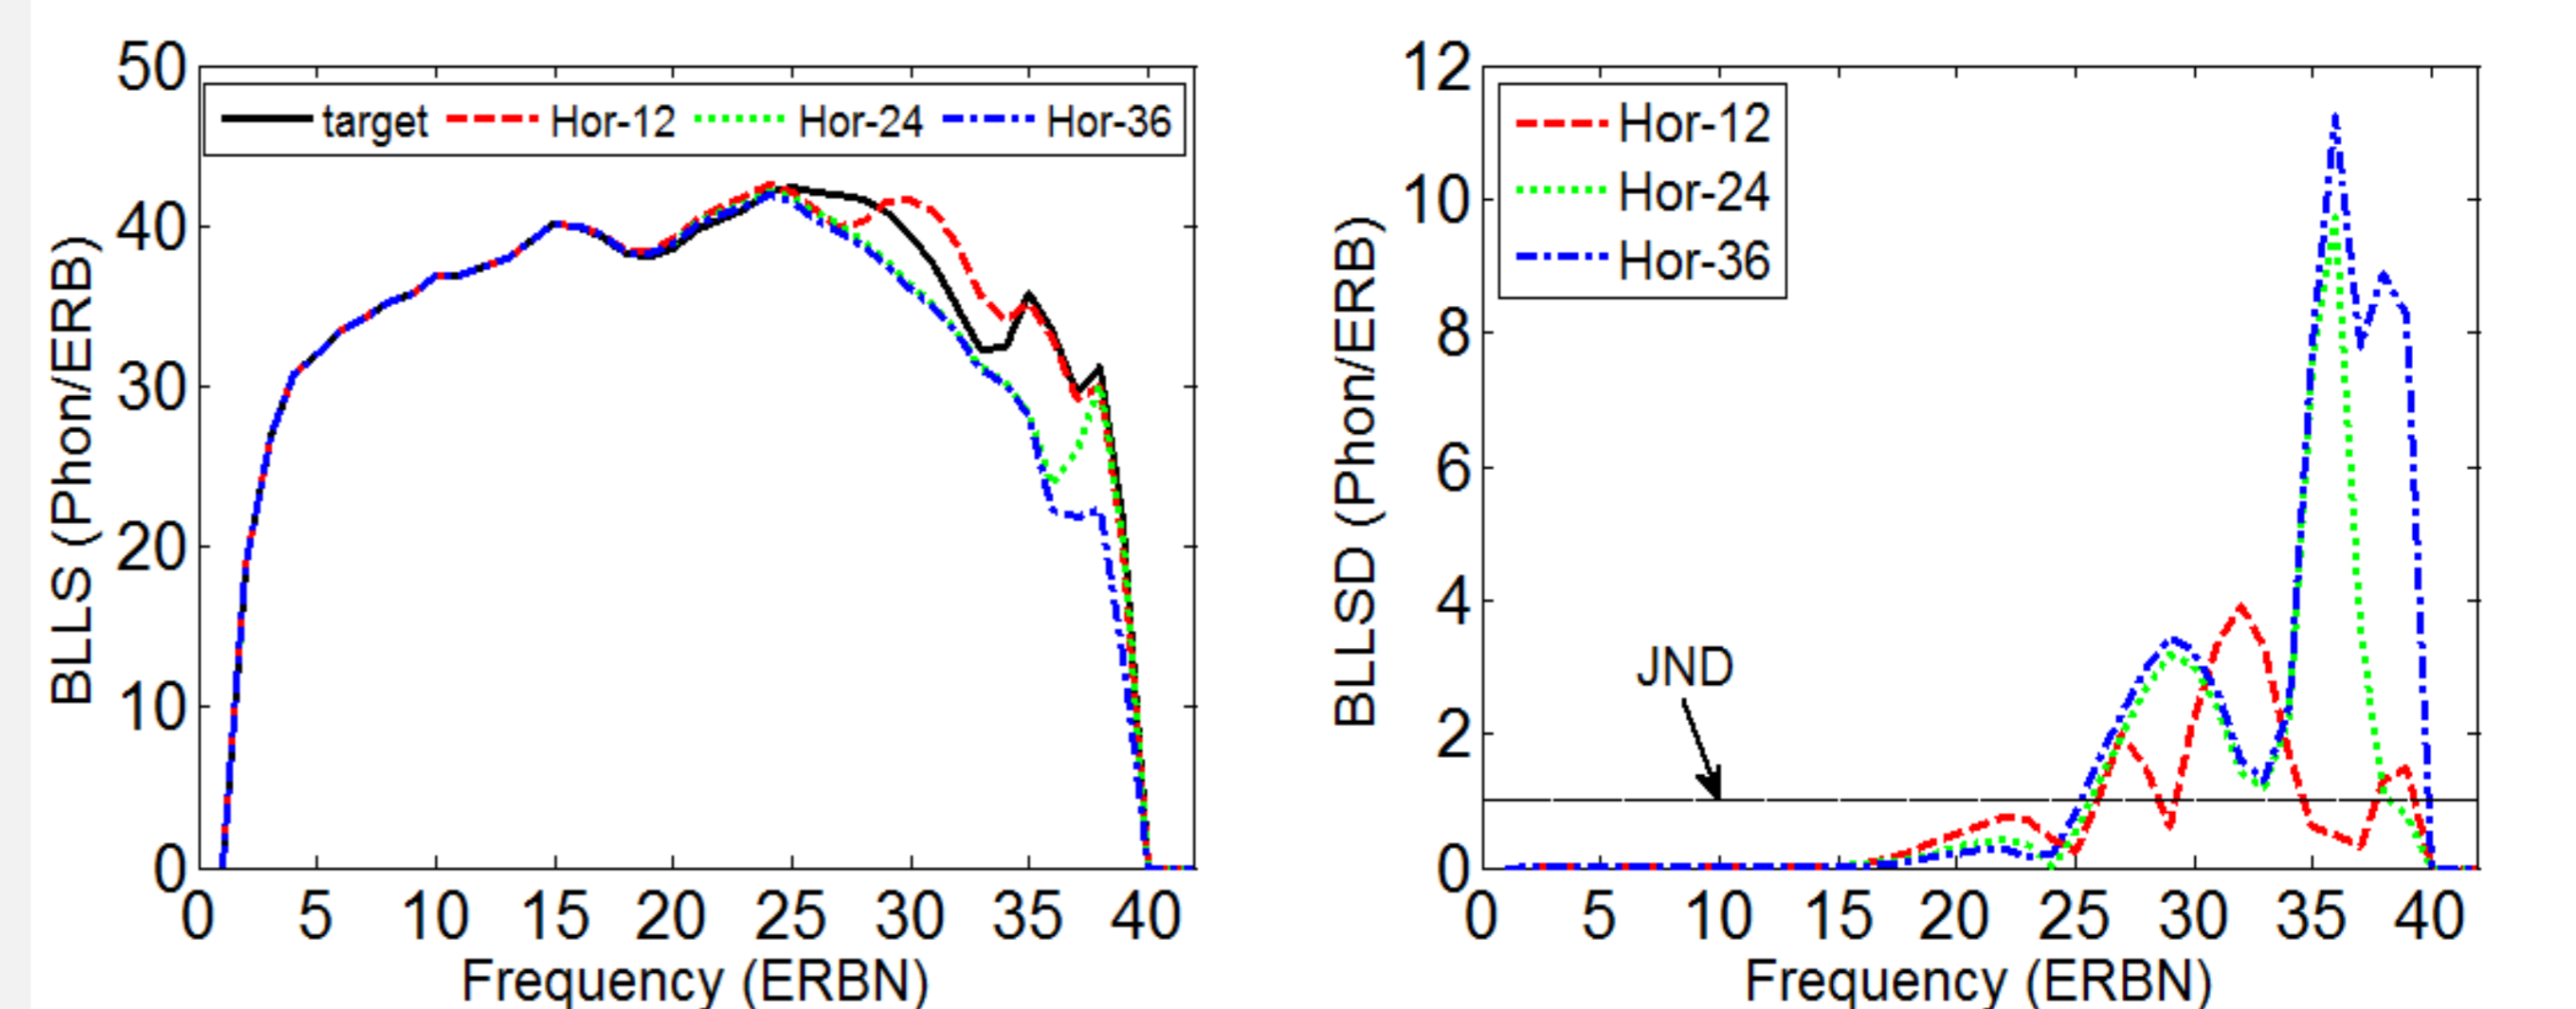 50
40
30
20
10
0
BLLS (Phon/ERB)
target Hor-12 Hor-24 Hor-36
0 5 10 15 20 25 30 35 40
Frequency (ERBN)
12
10
8
6
4
2
0
BLLSD (Phon/ERB)
Hor-12
Hor-24
Hor-36
JND
0 5 10 15 20 25 30 35 40
Frequency (ERBN)